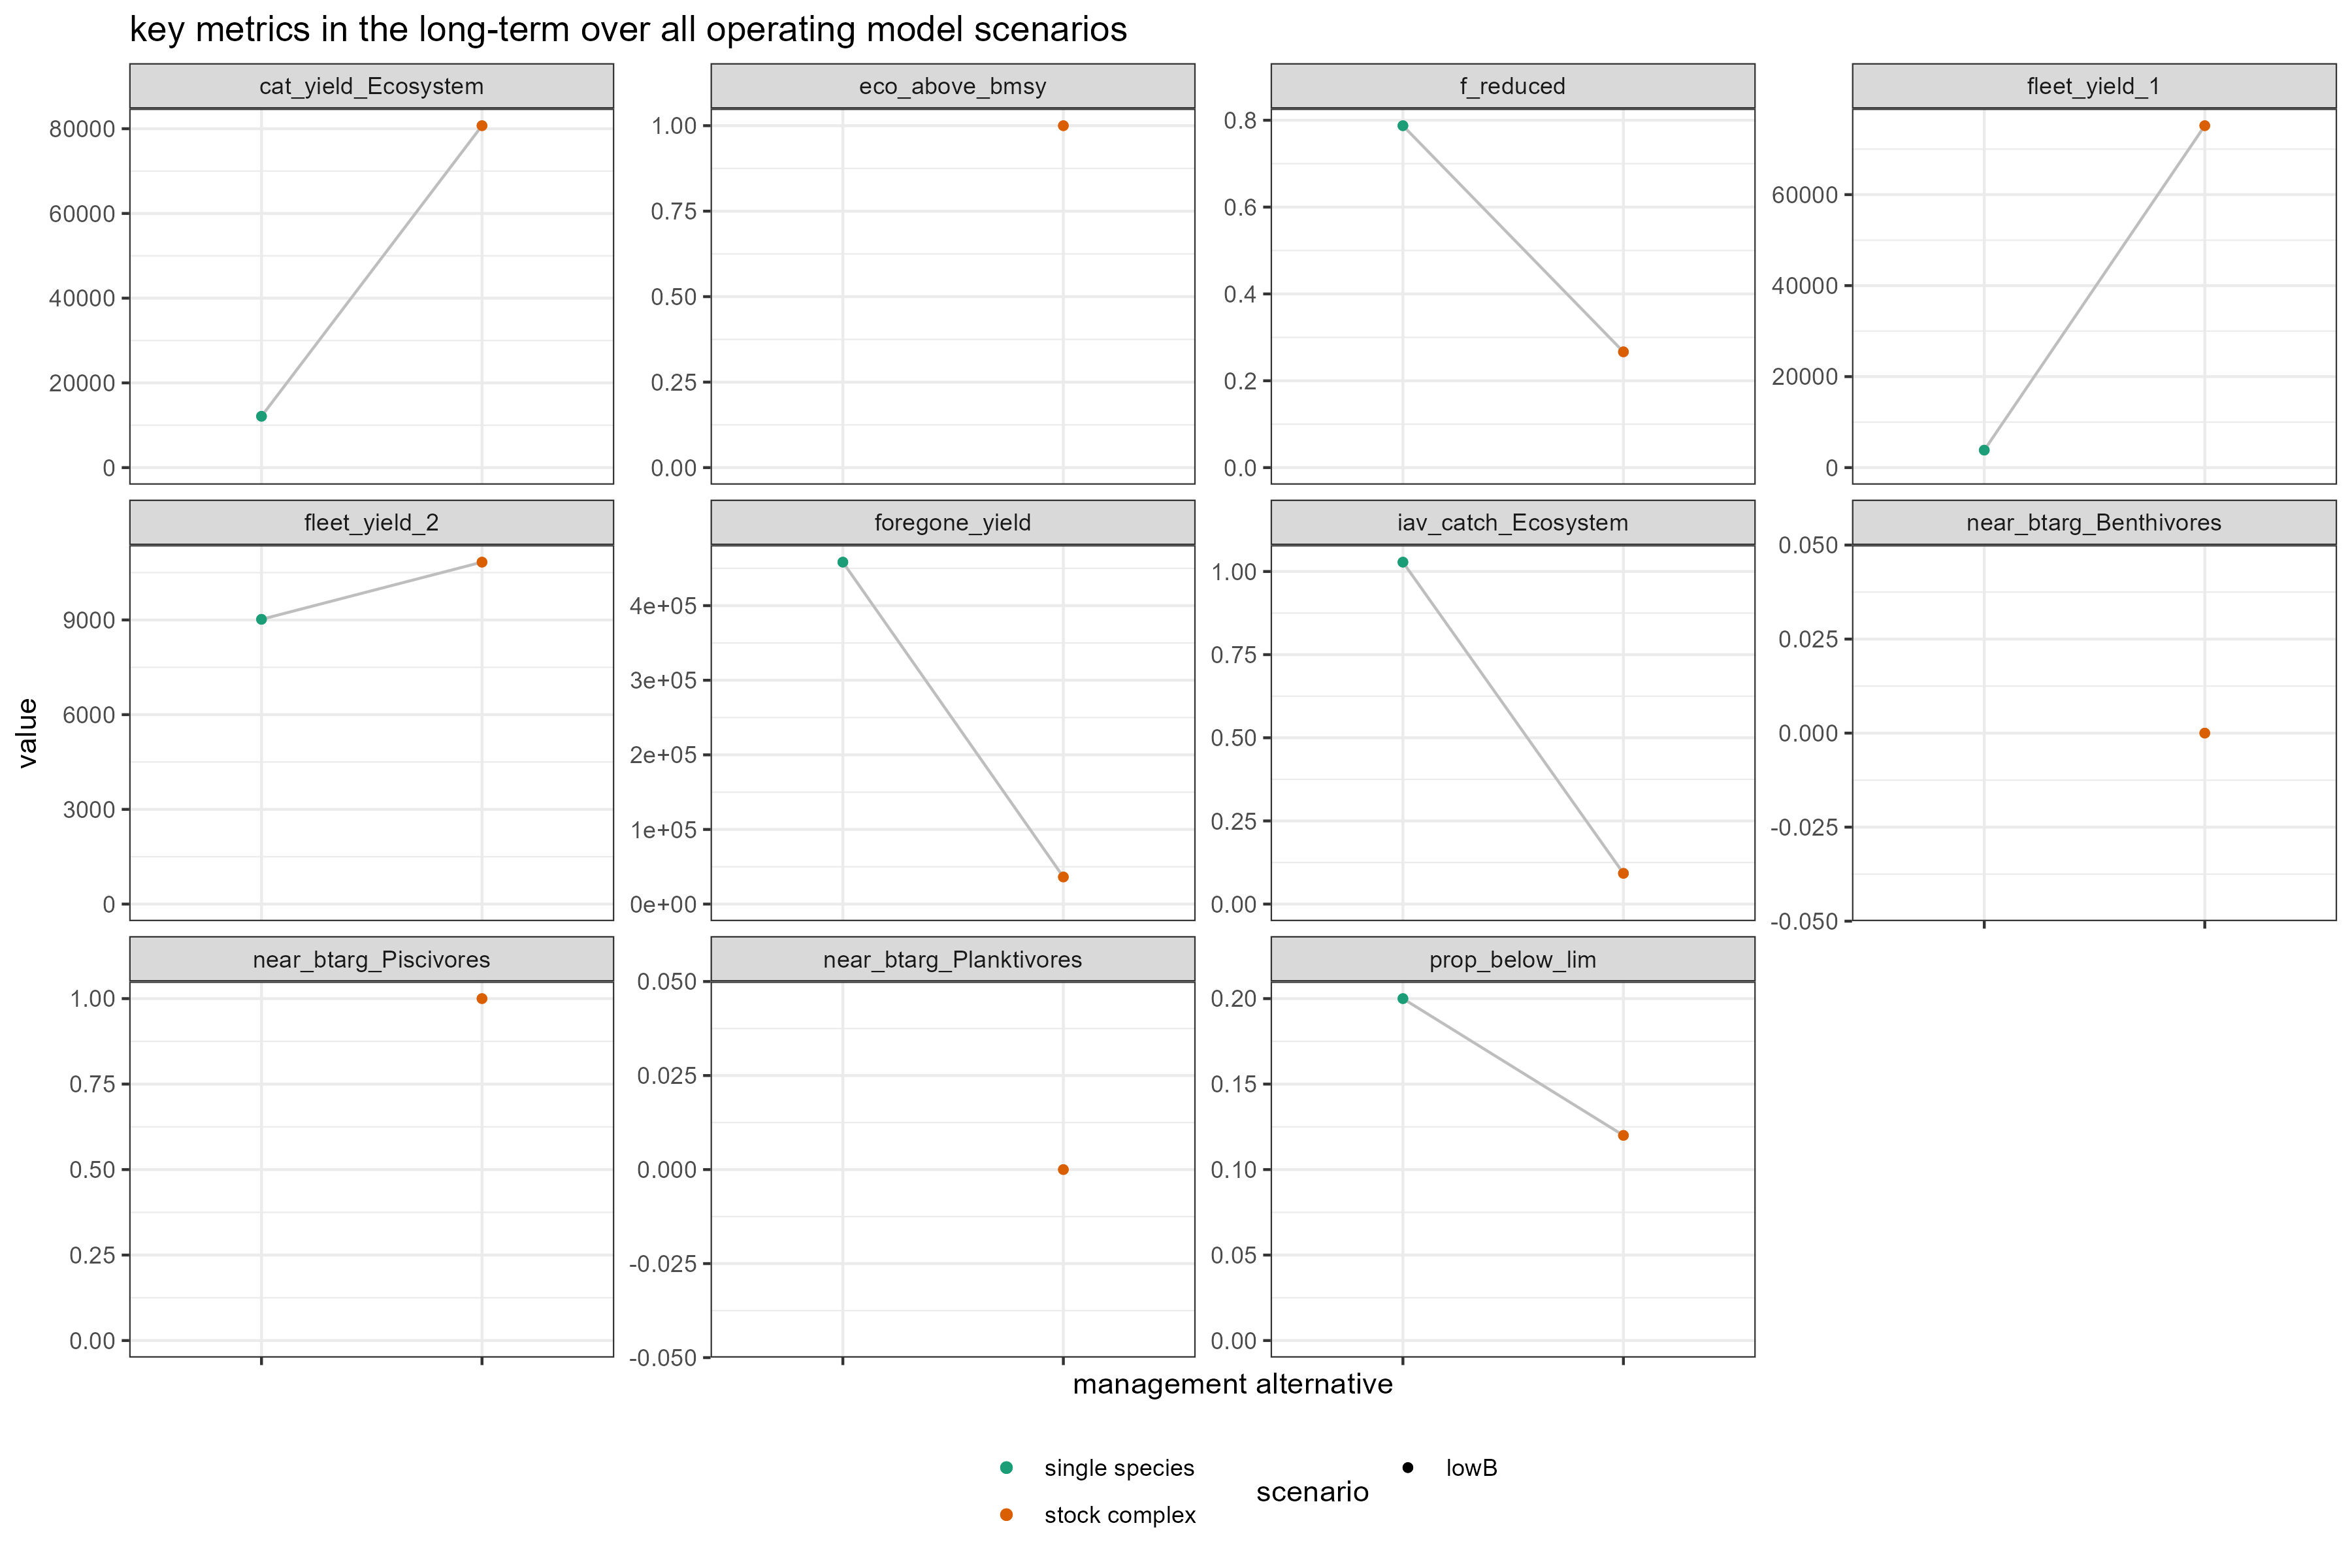 key metrics in the long-term over all operating model scenarios
cat_yield_Ecosystem
eco_above_bmsy
f_reduced
fleet_yield_1
80000
60000
40000
20000
0
1.00
0.75
0.50
0.25
0.00
0.8
0.6
0.4
0.2
0.0
60000
40000
20000
0
fleet_yield_2
foregone_yield
iav_catch_Ecosystem
near_btarg_Benthivores
9000
6000
3000
0
4e+05
3e+05
2e+05
1e+05
0e+00
1.00
0.75
0.50
0.25
0.00
0.050
0.025
0.000
-0.025
-0.050
near_btarg_Piscivores
near_btarg_Planktivores
prop_below_lim
1.00
0.75
0.50
0.25
0.00
0.050
0.025
0.000
-0.025
-0.050
0.20
0.15
0.10
0.05
0.00
value
management alternative
single species
stock complex
scenario
lowB